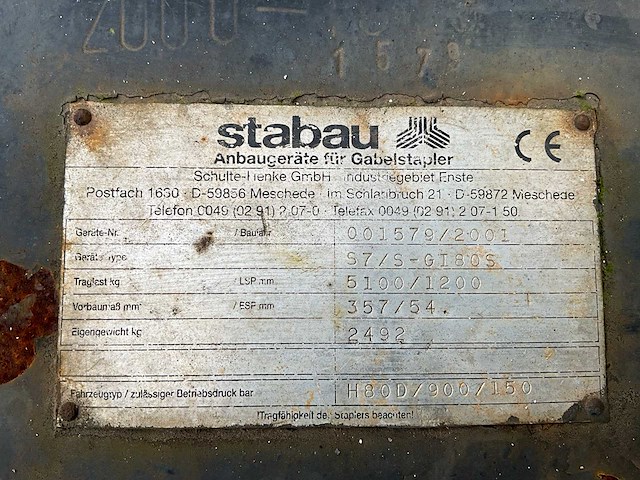 2000-
1579
stabau CE
Anbaugeräte für Gabelstapler
Schulte-Henke GmbH · Industriegebiet Enste
Postfach 1630 · D-59856 Meschede · Im Schlahbruch 21 · D-59872 Meschede
Telefon 0049 (02 91) 2 07-0 · Telefax 0049 (02 91) 2 07-1 50
Geräte-Nr. / Baujahr 001579/2001
Geräte-Type S7/S-GI80S
Traglast kg / LSP mm 5100/1200
Vorbaumaß mm / ESP mm 357/54.
Eigengewicht kg 2492
Fahrzeugtyp / zulässiger Betriebsdruck bar H80D/900/150
!Tragfähigkeit des Staplers beachten!